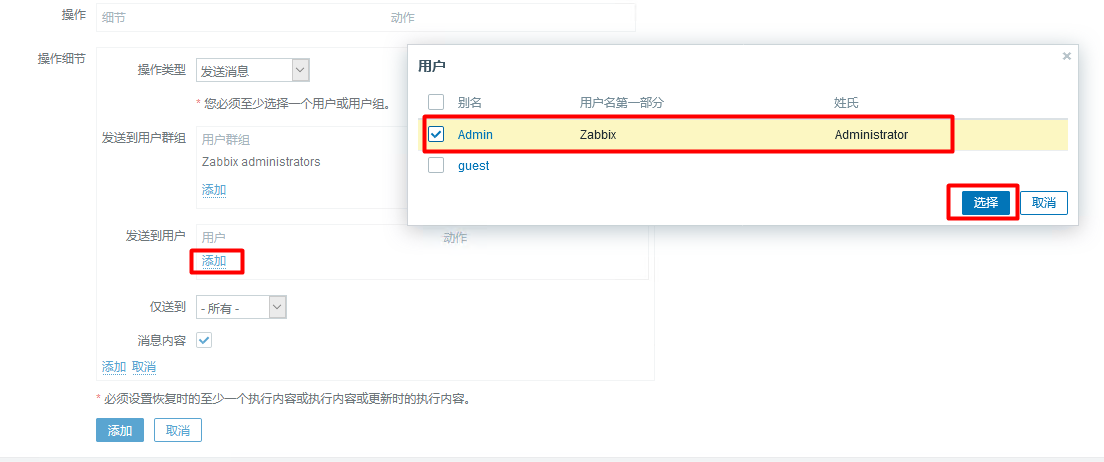 操作 细节 动作
操作细节
操作类型 发送消息
* 您必须至少选择一个用户或用户组。
发送到用户群组 用户群组
Zabbix administrators
添加
发送到用户 用户 动作
添加
仅送到 - 所有 -
消息内容
添加 取消
* 必须设置恢复时的至少一个执行内容或执行内容或更新时的执行内容。
添加 取消
用户 ×
别名 用户名第一部分 姓氏
Admin Zabbix Administrator
guest
选择 取消